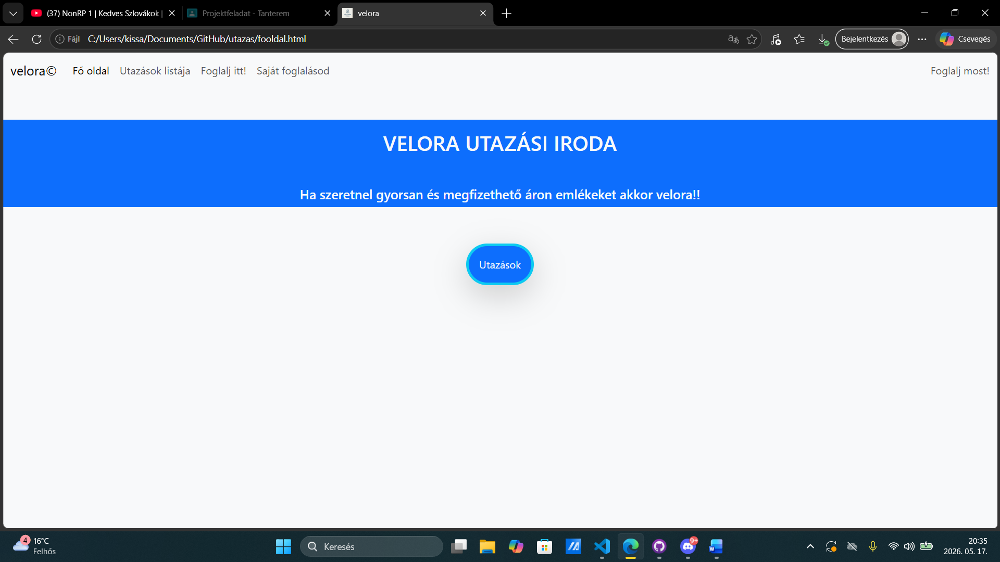 (37) NonRP 1 | Kedves Szlovákok |
Projektfeladat - Tanterem
velora
Fájl
C:/Users/kissa/Documents/GitHub/utazas/fooldal.html
Bejelentkezés
Csevegés
velora©
Fő oldal
Utazások listája
Foglalj itt!
Saját foglalásod
Foglalj most!
VELORA UTAZÁSI IRODA
Ha szeretnel gyorsan és megfizethető áron emlékeket akkor velora!!
Utazások
4
16°C
Felhős
Keresés
9+
20:35
2026. 05. 17.